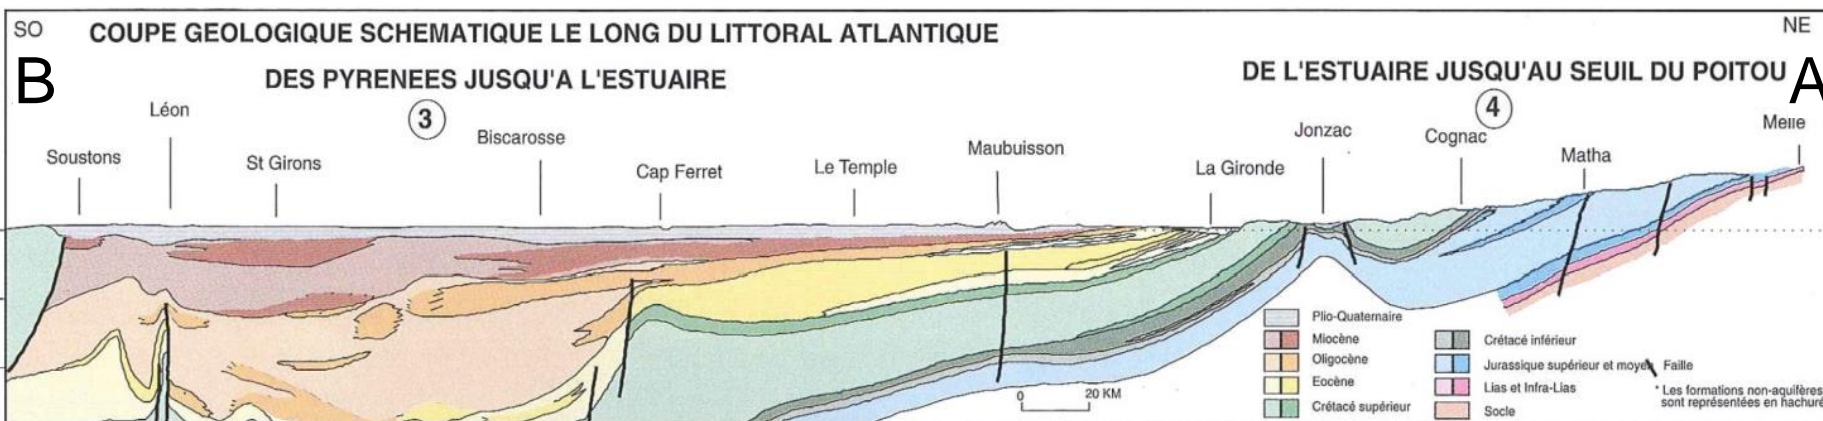 SO
NE
COUPE GEOLOGIQUE SCHEMATIQUE LE LONG DU LITTORAL ATLANTIQUE
B
A
DES PYRENEES JUSQU'A L'ESTUAIRE
DE L'ESTUAIRE JUSQU'AU SEUIL DU POITOU
3
4
Léon
Biscarosse
Jonzac
Cognac
Melle
Soustons
St Girons
Cap Ferret
Le Temple
Maubuisson
La Gironde
Matha
Plio-Quaternaire
Miocène
Oligocène
Eocène
Crétacé supérieur
Crétacé inférieur
Jurassique supérieur et moyen
Lias et Infra-Lias
Socle
Faille
* Les formations non-aquifères
sont représentées en hachuré
0
20 KM